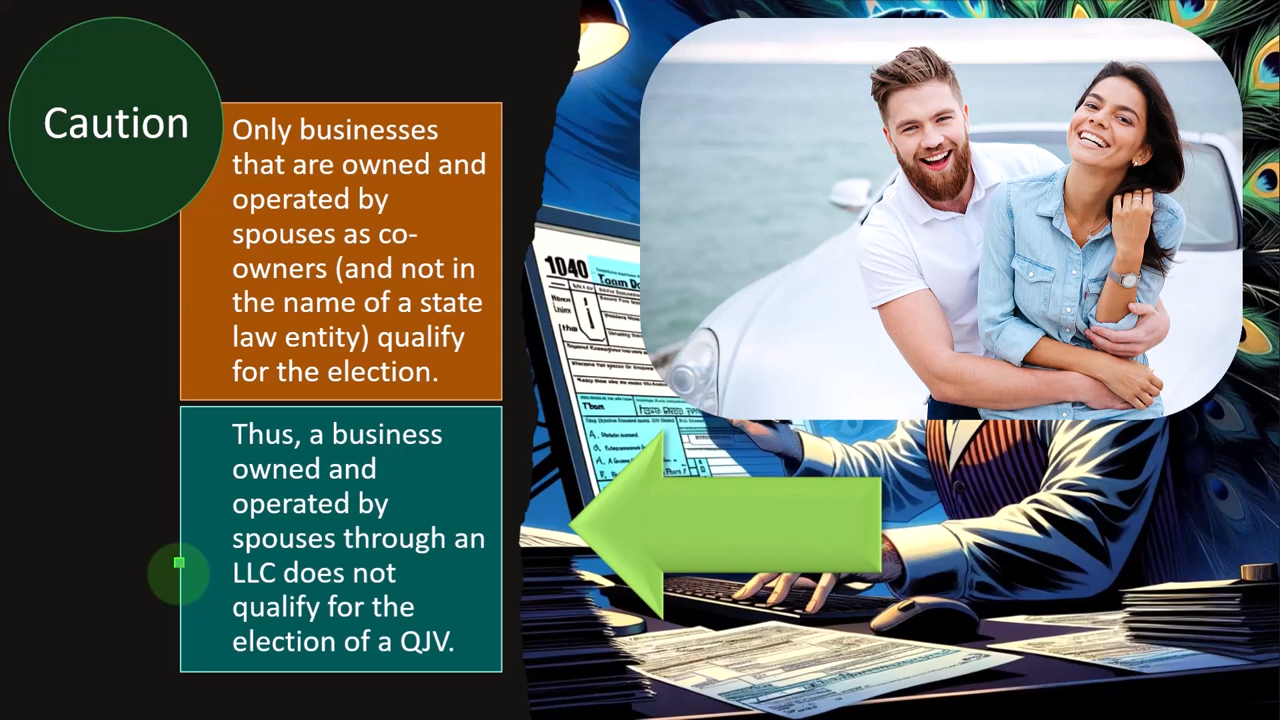 Caution
Only businesses
that are owned and
operated by
spouses as co-
owners (and not in
the name of a state
law entity) qualify
for the election.
Thus, a business
owned and
operated by
spouses through an
LLC does not
qualify for the
election of a QJV.
1040